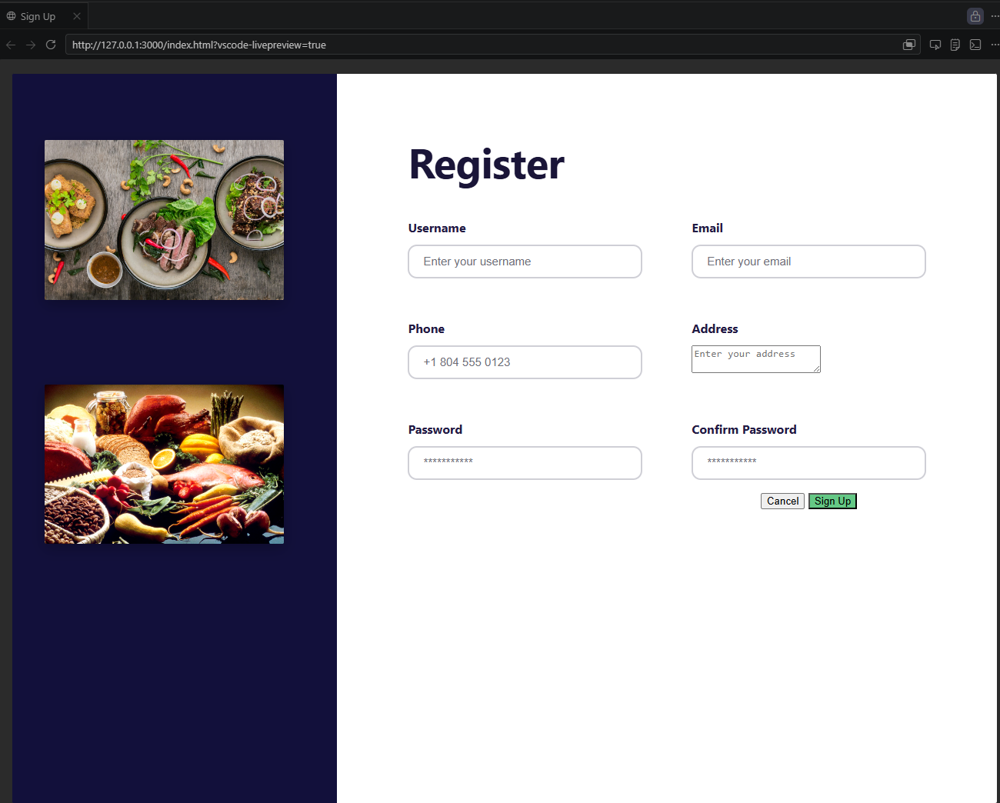 Sign Up
http://127.0.0.1:3000/index.html?vscode-livepreview=true
Register
Username
Email
Enter your username
Enter your email
Phone
Address
+1 804 555 0123
Enter your address
Password
Confirm Password
***********
***********
Cancel
Sign Up